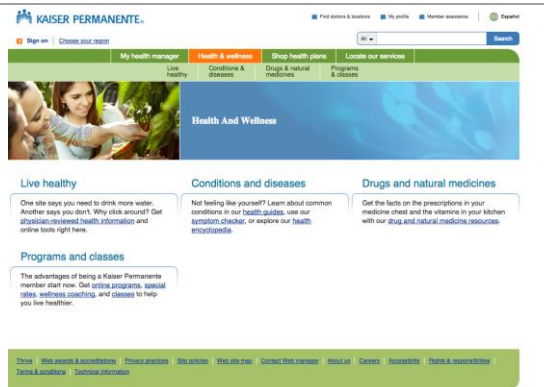 KAISER PERMANENTE®
Find doctors & locations My profile Member assistance Español
Sign on Choose your region All Search
My health manager Health & wellness Shop health plans Locate our services
Live healthy Conditions & diseases Drugs & natural medicines Programs & classes
Health And Wellness
Live healthy
One site says you need to drink more water.
Another says you don't. Why click around? Get
physician-reviewed health information and
online tools right here.
Conditions and diseases
Not feeling like yourself? Learn about common
conditions in our health guides, use our
symptom checker, or explore our health
encyclopedia.
Drugs and natural medicines
Get the facts on the prescriptions in your
medicine chest and the vitamins in your kitchen
with our drug and natural medicine resources.
Programs and classes
The advantages of being a Kaiser Permanente
member start now. Get online programs, special
rates, wellness coaching, and classes to help
you live healthier.
Thrive Web awards & accreditations Privacy practices Site policies Web site map Contact Web manager About us Careers Accessibility Rights & responsibilities
Terms & conditions Technical information